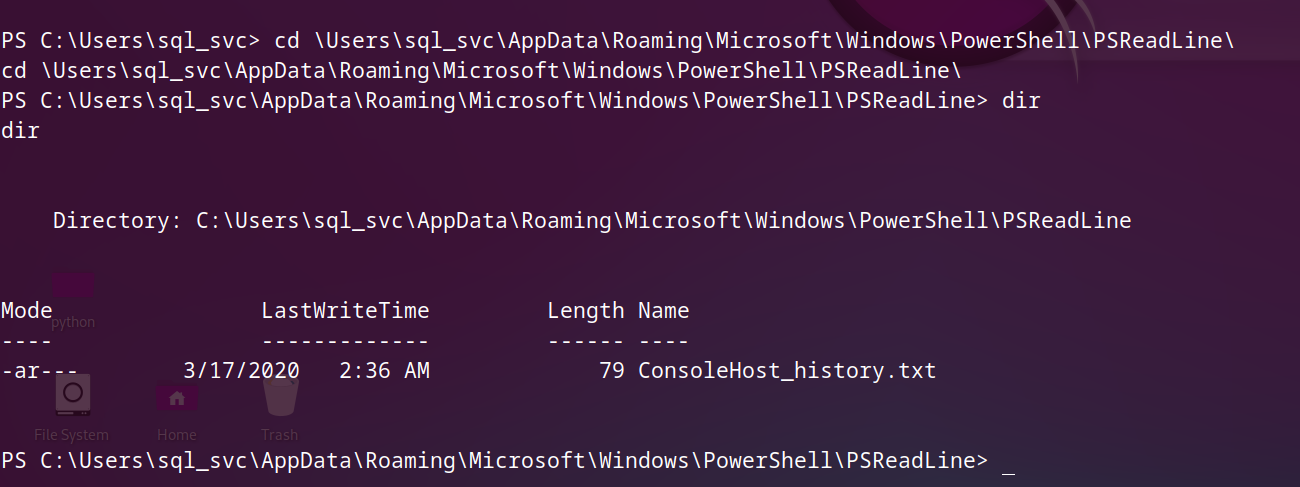 PS C:\Users\sql_svc> cd \Users\sql_svc\AppData\Roaming\Microsoft\Windows\PowerShell\PSReadLine\
cd \Users\sql_svc\AppData\Roaming\Microsoft\Windows\PowerShell\PSReadLine\
PS C:\Users\sql_svc\AppData\Roaming\Microsoft\Windows\PowerShell\PSReadLine> dir
dir
    Directory: C:\Users\sql_svc\AppData\Roaming\Microsoft\Windows\PowerShell\PSReadLine
Mode                LastWriteTime         Length Name
python
----                -------------         ------ ----
-ar---        3/17/2020   2:36 AM             79 ConsoleHost_history.txt
File System Home Trash
PS C:\Users\sql_svc\AppData\Roaming\Microsoft\Windows\PowerShell\PSReadLine> _